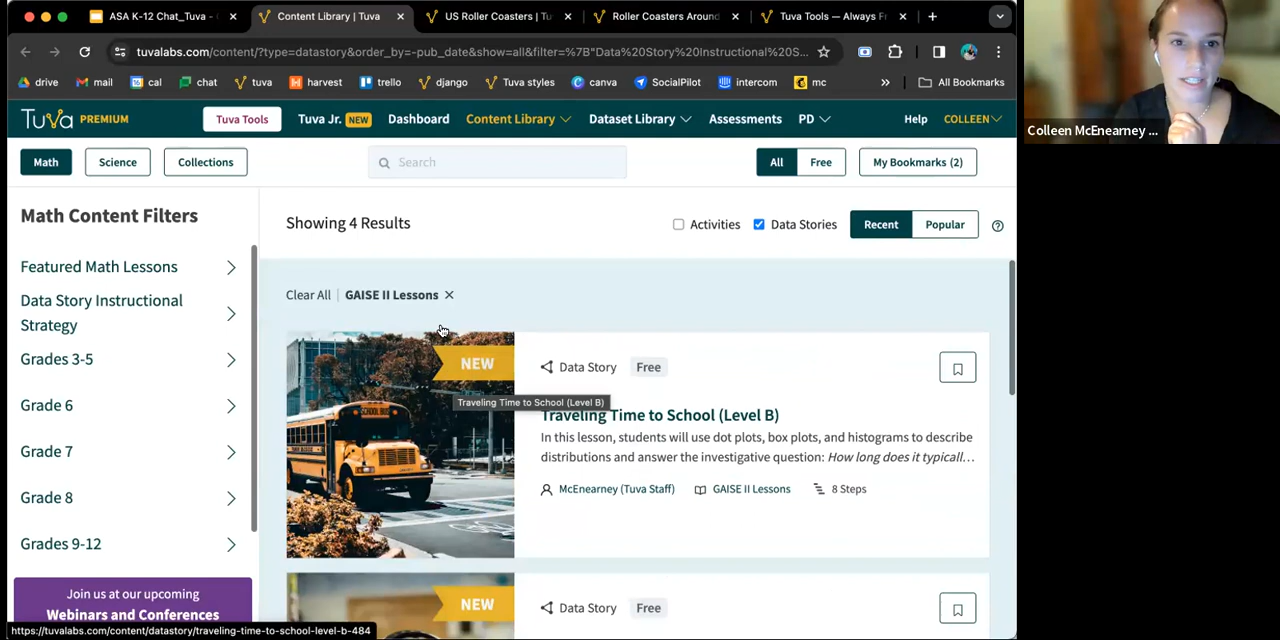 ASA K-12 Chat_Tuva - × Content Library | Tuva × US Roller Coasters | Tu × Roller Coasters Around × Tuva Tools — Always Fr × +
tuvalabs.com/content/?type=datastory&order_by=-pub_date&show=all&filter=%7B"Data%20Story%20Instructional%20S...
drive mail cal chat tuva harvest trello django Tuva styles canva SocialPilot intercom mc » All Bookmarks
Tuva PREMIUM Tuva Tools Tuva Jr. NEW Dashboard Content Library Dataset Library Assessments PD Help COLLEEN
Math Science Collections Search All Free My Bookmarks (2)
Math Content Filters
Featured Math Lessons
Data Story Instructional
Strategy
Grades 3-5
Grade 6
Grade 7
Grade 8
Grades 9-12
Join us at our upcoming
Webinars and Conferences
Showing 4 Results Activities Data Stories Recent Popular
Clear All | GAISE II Lessons ×
NEW
Data Story Free
Traveling Time to School (Level B)
Traveling Time to School (Level B)
In this lesson, students will use dot plots, box plots, and histograms to describe
distributions and answer the investigative question: How long does it typicall...
McEnearney (Tuva Staff) GAISE II Lessons 8 Steps
NEW
Data Story Free
https://tuvalabs.com/content/datastory/traveling-time-to-school-level-b-484
Colleen McEnearney ...
SCHOOL BUS